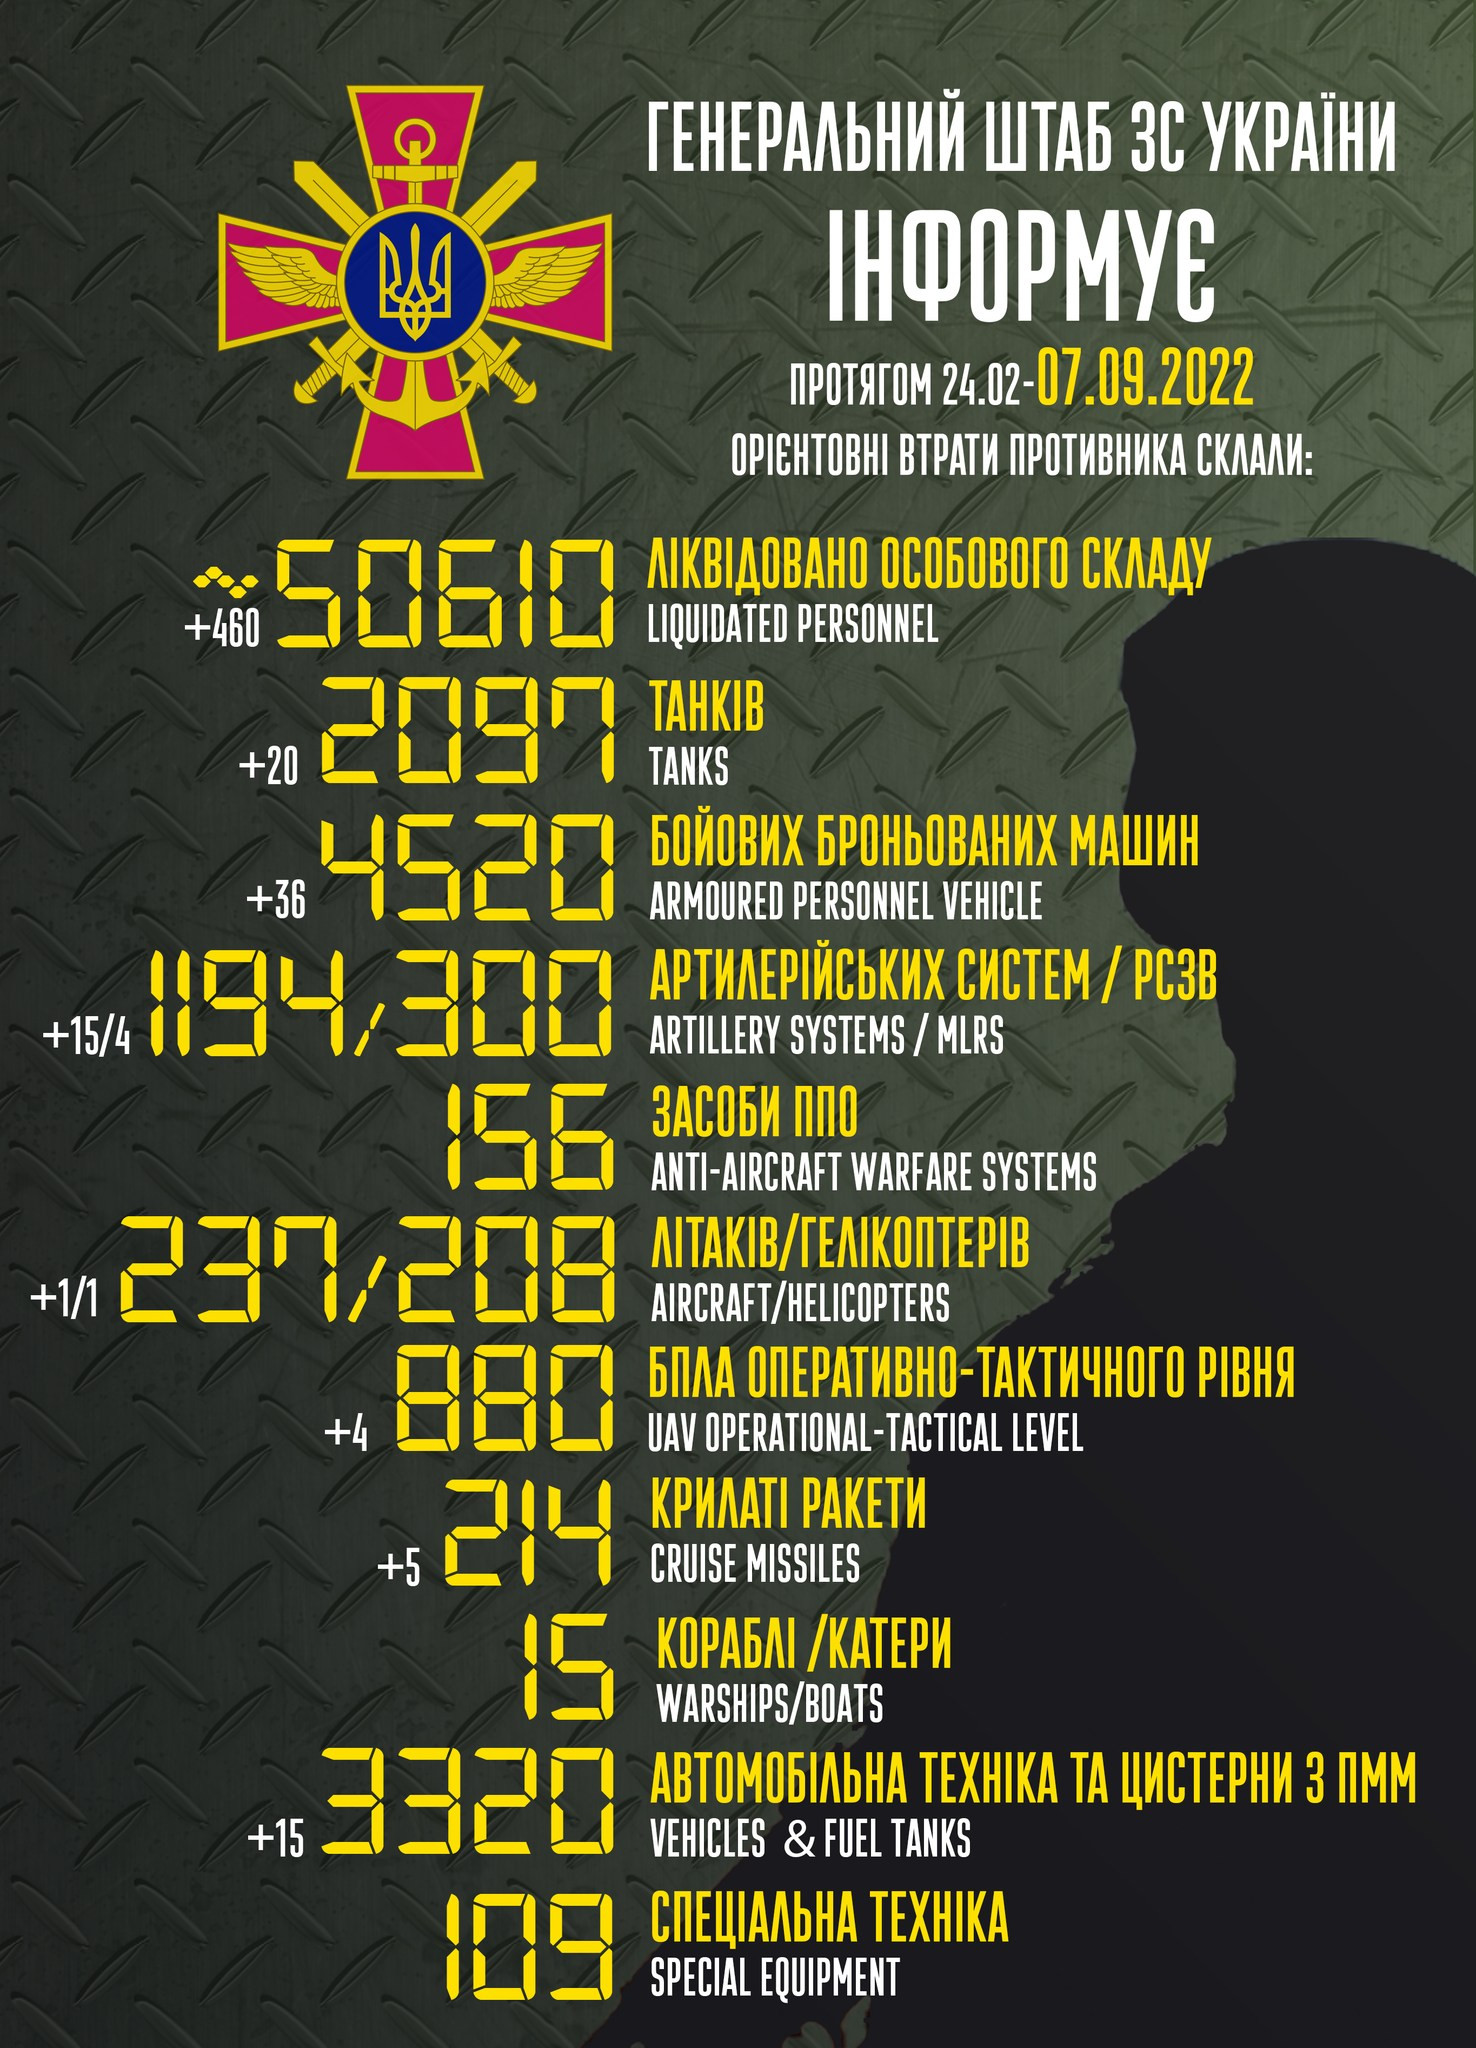 ГЕНЕРАЛЬНИЙ ШТАБ ЗС УКРАЇНИ
ІНФОРМУЄ
ПРОТЯГОМ 24.02-07.09.2022
ОРІЄНТОВНІ ВТРАТИ ПРОТИВНИКА СКЛАЛИ:
~50610 ЛІКВІДОВАНО ОСОБОВОГО СКЛАДУ
+460 LIQUIDATED PERSONNEL
2097 ТАНКІВ
+20 TANKS
4520 БОЙОВИХ БРОНЬОВАНИХ МАШИН
+36 ARMOURED PERSONNEL VEHICLE
1194/300 АРТИЛЕРІЙСЬКИХ СИСТЕМ / РСЗВ
+15/4 ARTILLERY SYSTEMS / MLRS
156 ЗАСОБИ ППО
ANTI-AIRCRAFT WARFARE SYSTEMS
237/208 ЛІТАКІВ/ГЕЛІКОПТЕРІВ
+1/1 AIRCRAFT/HELICOPTERS
880 БПЛА ОПЕРАТИВНО-ТАКТИЧНОГО РІВНЯ
+4 UAV OPERATIONAL-TACTICAL LEVEL
214 КРИЛАТІ РАКЕТИ
+5 CRUISE MISSILES
15 КОРАБЛІ /КАТЕРИ
WARSHIPS/BOATS
3320 АВТОМОБІЛЬНА ТЕХНІКА ТА ЦИСТЕРНИ З ПММ
+15 VEHICLES & FUEL TANKS
109 СПЕЦІАЛЬНА ТЕХНІКА
SPECIAL EQUIPMENT